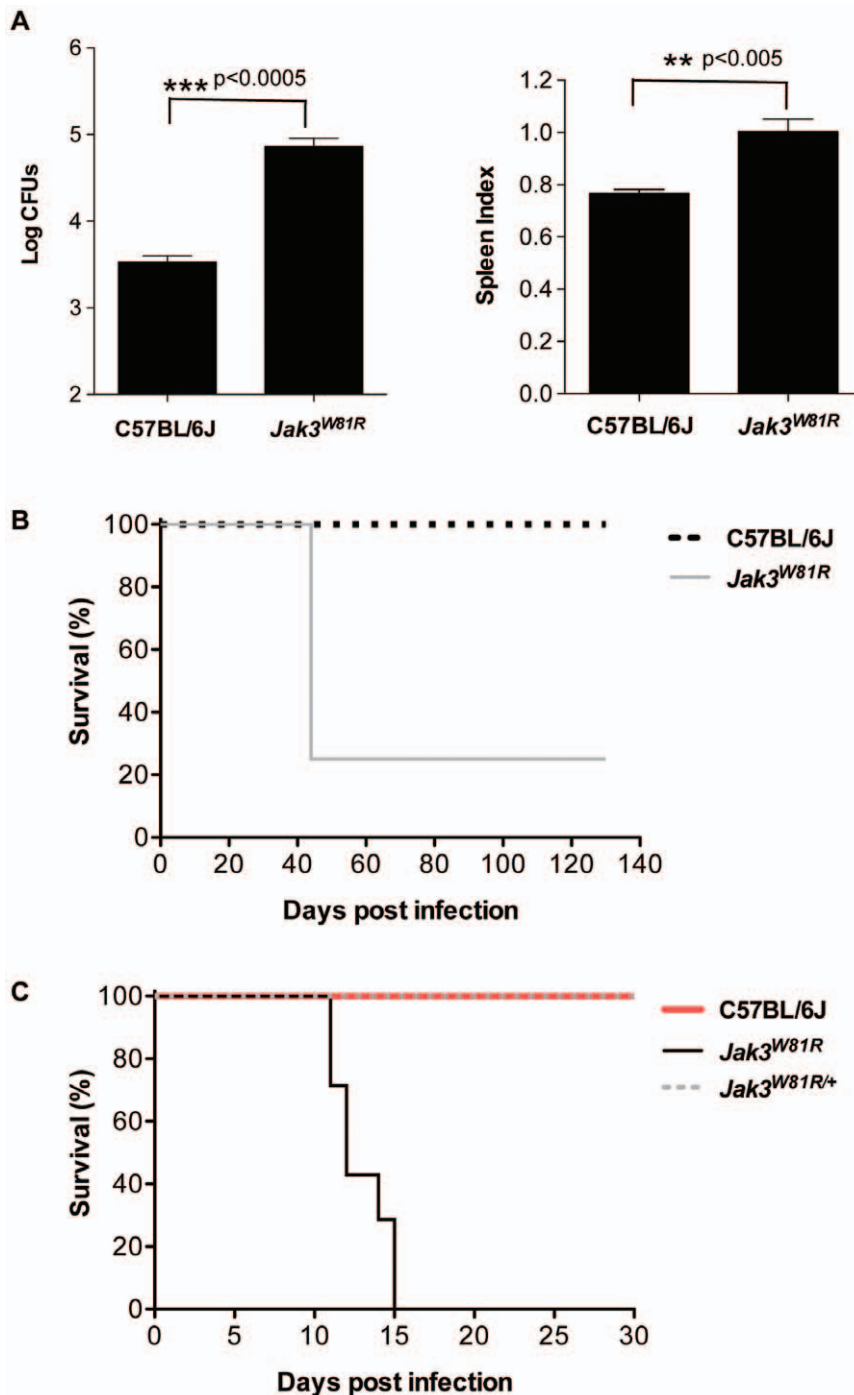 A
*** p<0.0005
Log CFUs
6
5
4
3
2
C57BL/6J
Jak3W81R
** p<0.005
Spleen Index
1.2
1.0
0.8
0.6
0.4
0.2
0.0
C57BL/6J
Jak3W81R
B
Survival (%)
100
80
60
40
20
0
0 20 40 60 80 100 120 140
Days post infection
C57BL/6J
Jak3W81R
C
Survival (%)
100
80
60
40
20
0
0 5 10 15 20 25 30
Days post infection
C57BL/6J
Jak3W81R
Jak3W81R/+